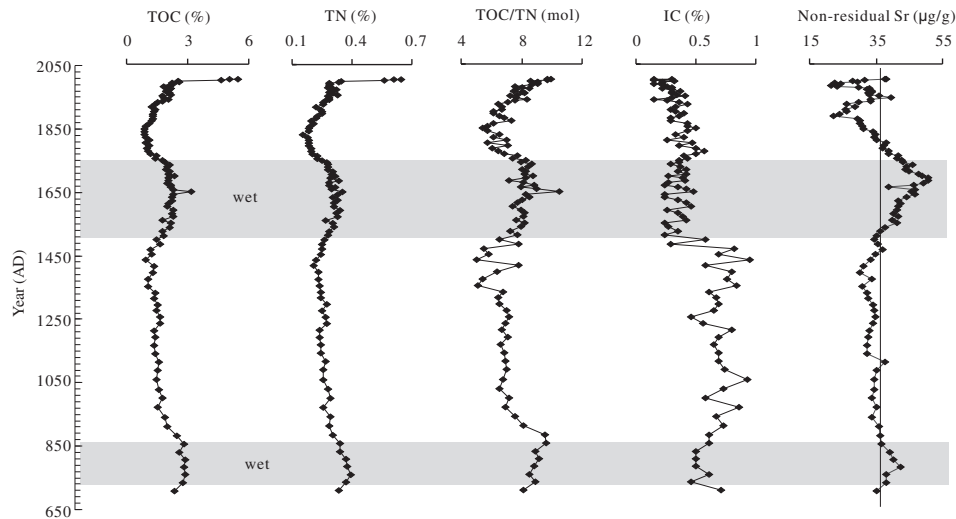 TOC (%) TN (%) TOC/TN (mol) IC (%) Non-residual Sr (μg/g)
0 3 6 0.1 0.4 0.7 4 8 12 0 0.5 1 15 35 55
2050
1850
1650
1450
1250
1050
850
650
Year (AD)
wet
wet